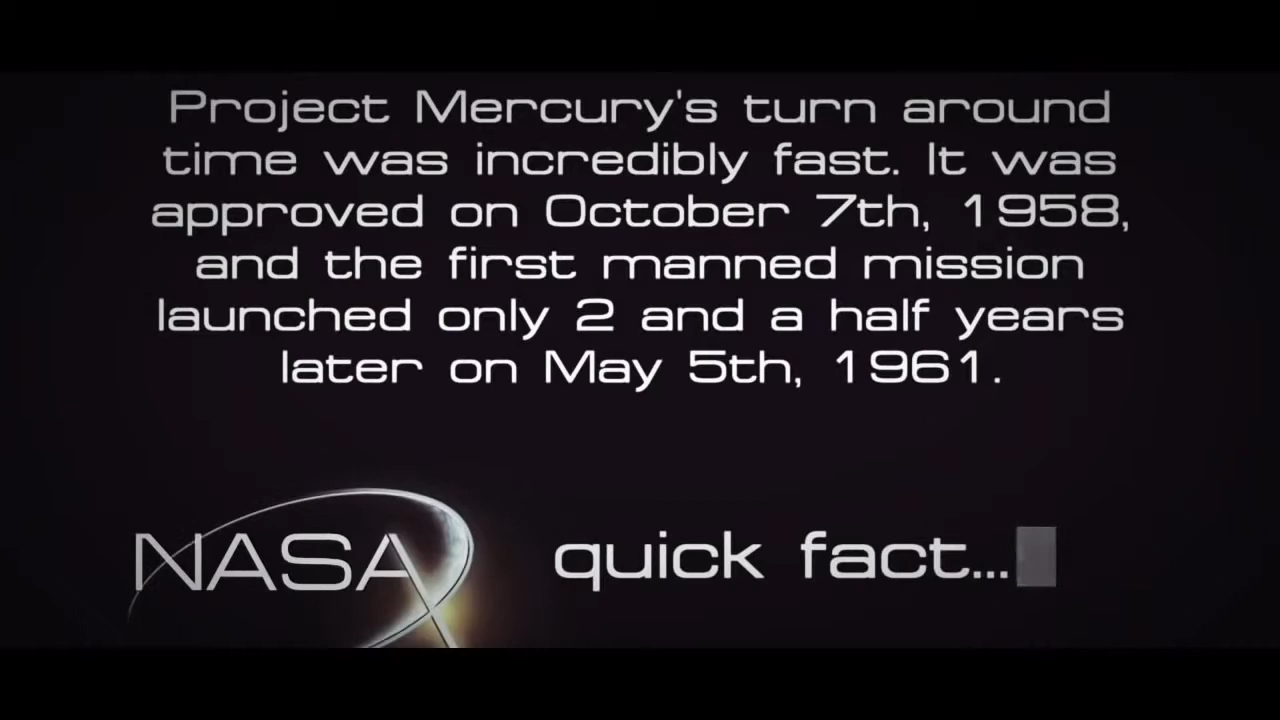 Project Mercury's turn around
time was incredibly fast. It was
approved on October 7th, 1958,
and the first manned mission
launched only 2 and a half years
later on May 5th, 1961.
NASA quick fact...